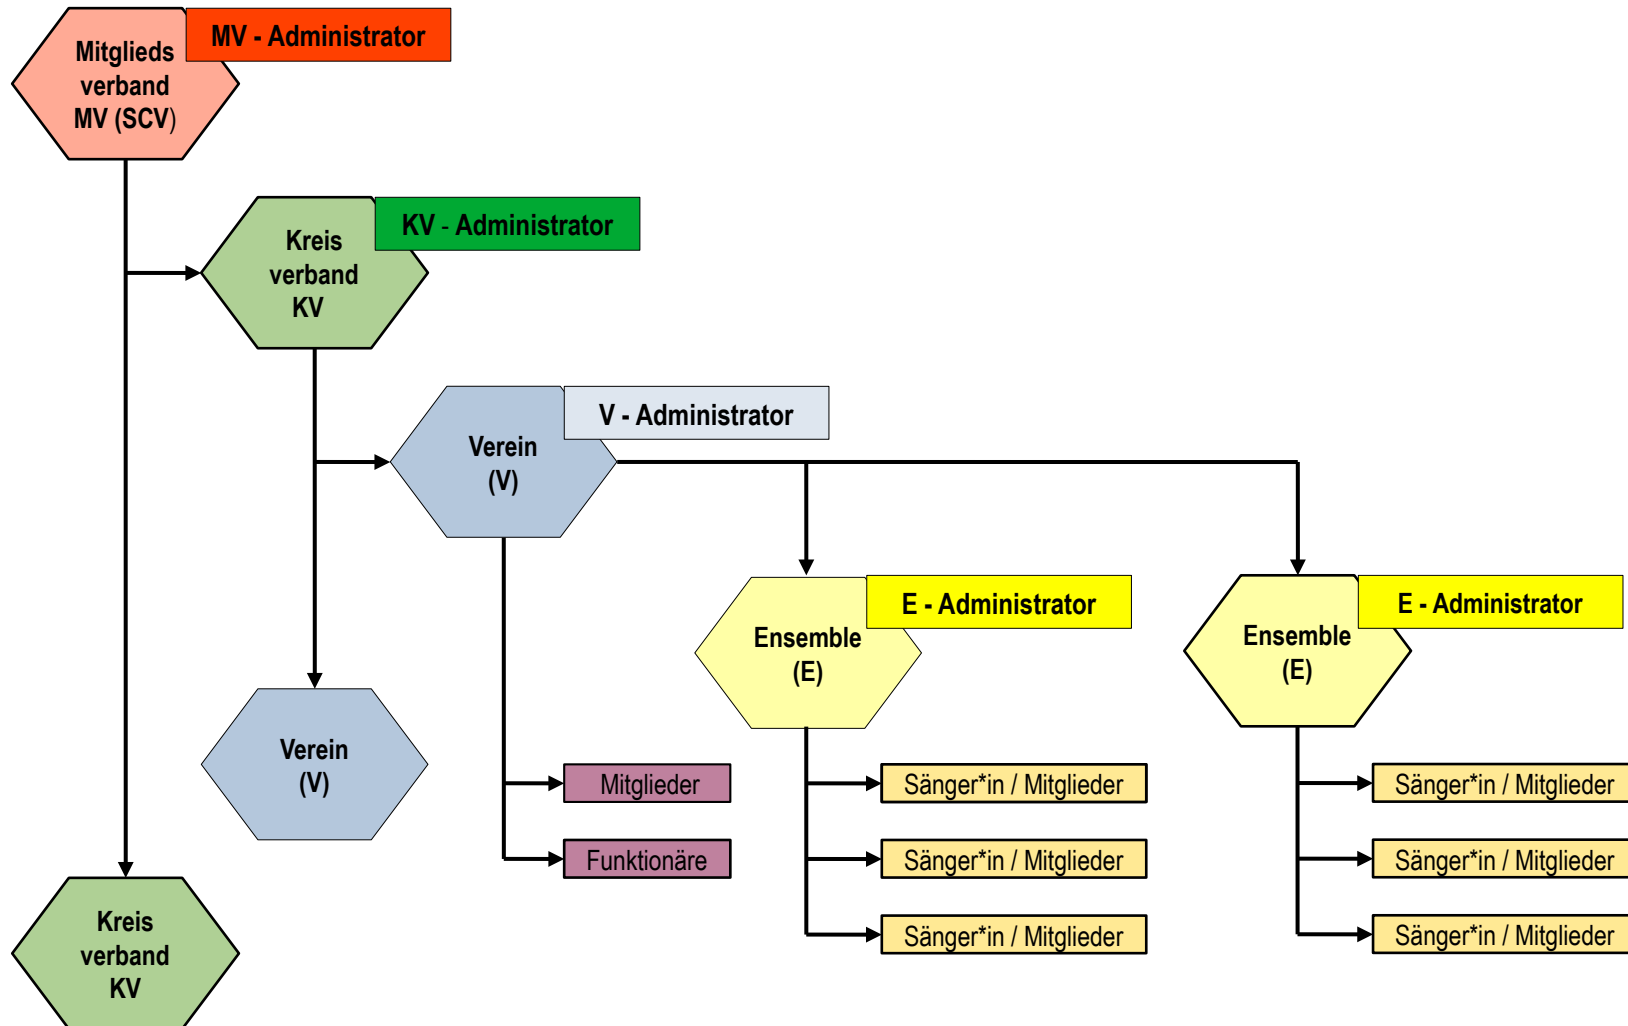 MV - Administrator
Mitglieds
verband
MV (SCV)
KV - Administrator
Kreis
verband
KV
V - Administrator
Verein
(V)
E - Administrator
Ensemble
(E)
E - Administrator
Ensemble
(E)
Verein
(V)
Mitglieder
Sänger*in / Mitglieder
Sänger*in / Mitglieder
Funktionäre
Sänger*in / Mitglieder
Sänger*in / Mitglieder
Sänger*in / Mitglieder
Sänger*in / Mitglieder
Kreis
verband
KV